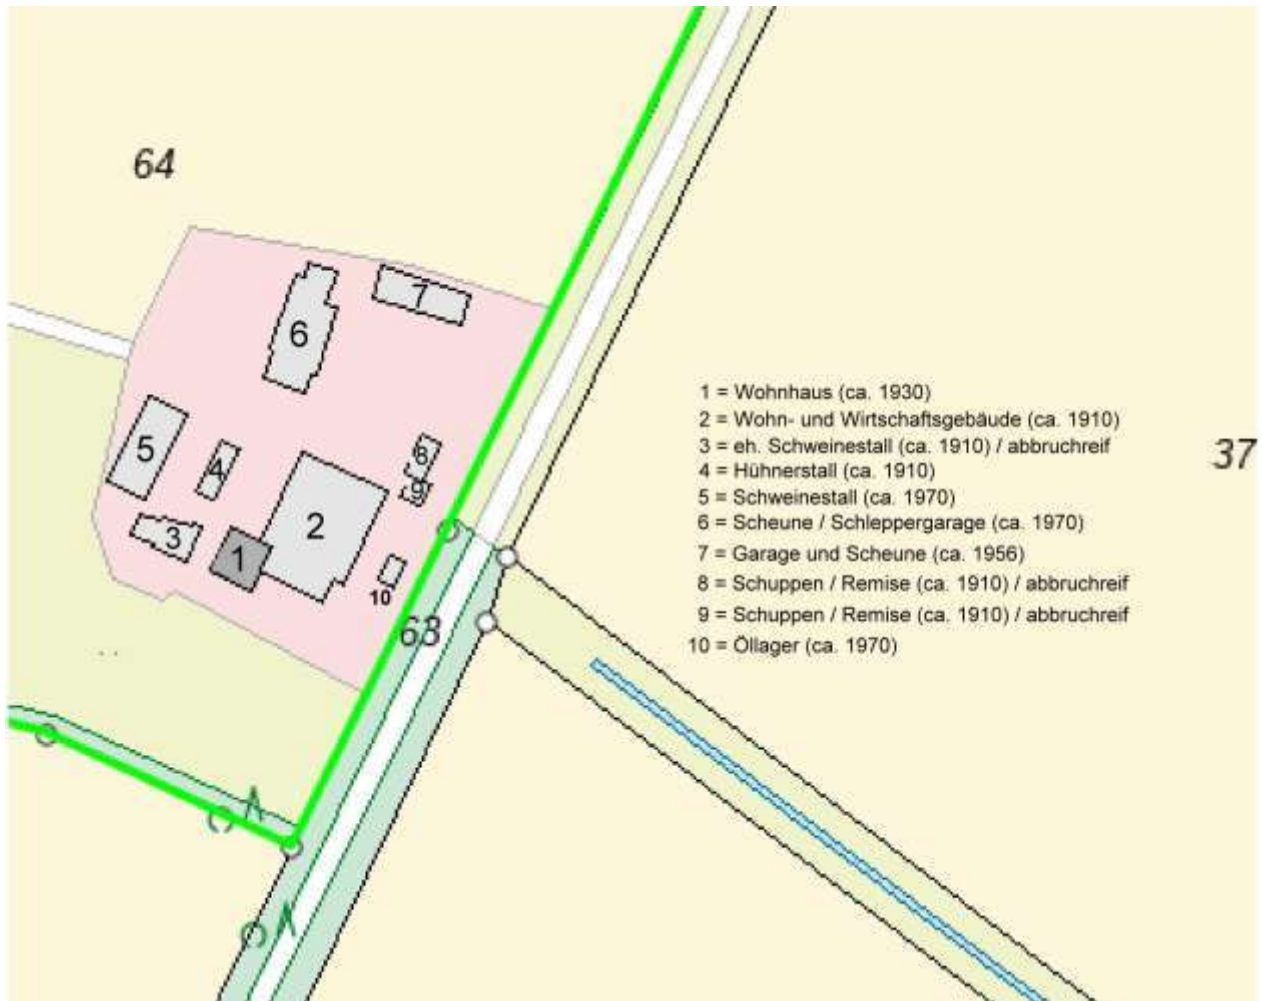 64
7
6
5
4
8
9
3
1
2
10
63
37
1 = Wohnhaus (ca. 1930)
2 = Wohn- und Wirtschaftsgebäude (ca. 1910)
3 = eh. Schweinestall (ca. 1910) / abbruchreif
4 = Hühnerstall (ca. 1910)
5 = Schweinestall (ca. 1970)
6 = Scheune / Schleppergarage (ca. 1970)
7 = Garage und Scheune (ca. 1956)
8 = Schuppen / Remise (ca. 1910) / abbruchreif
9 = Schuppen / Remise (ca. 1910) / abbruchreif
10 = Öllager (ca. 1970)